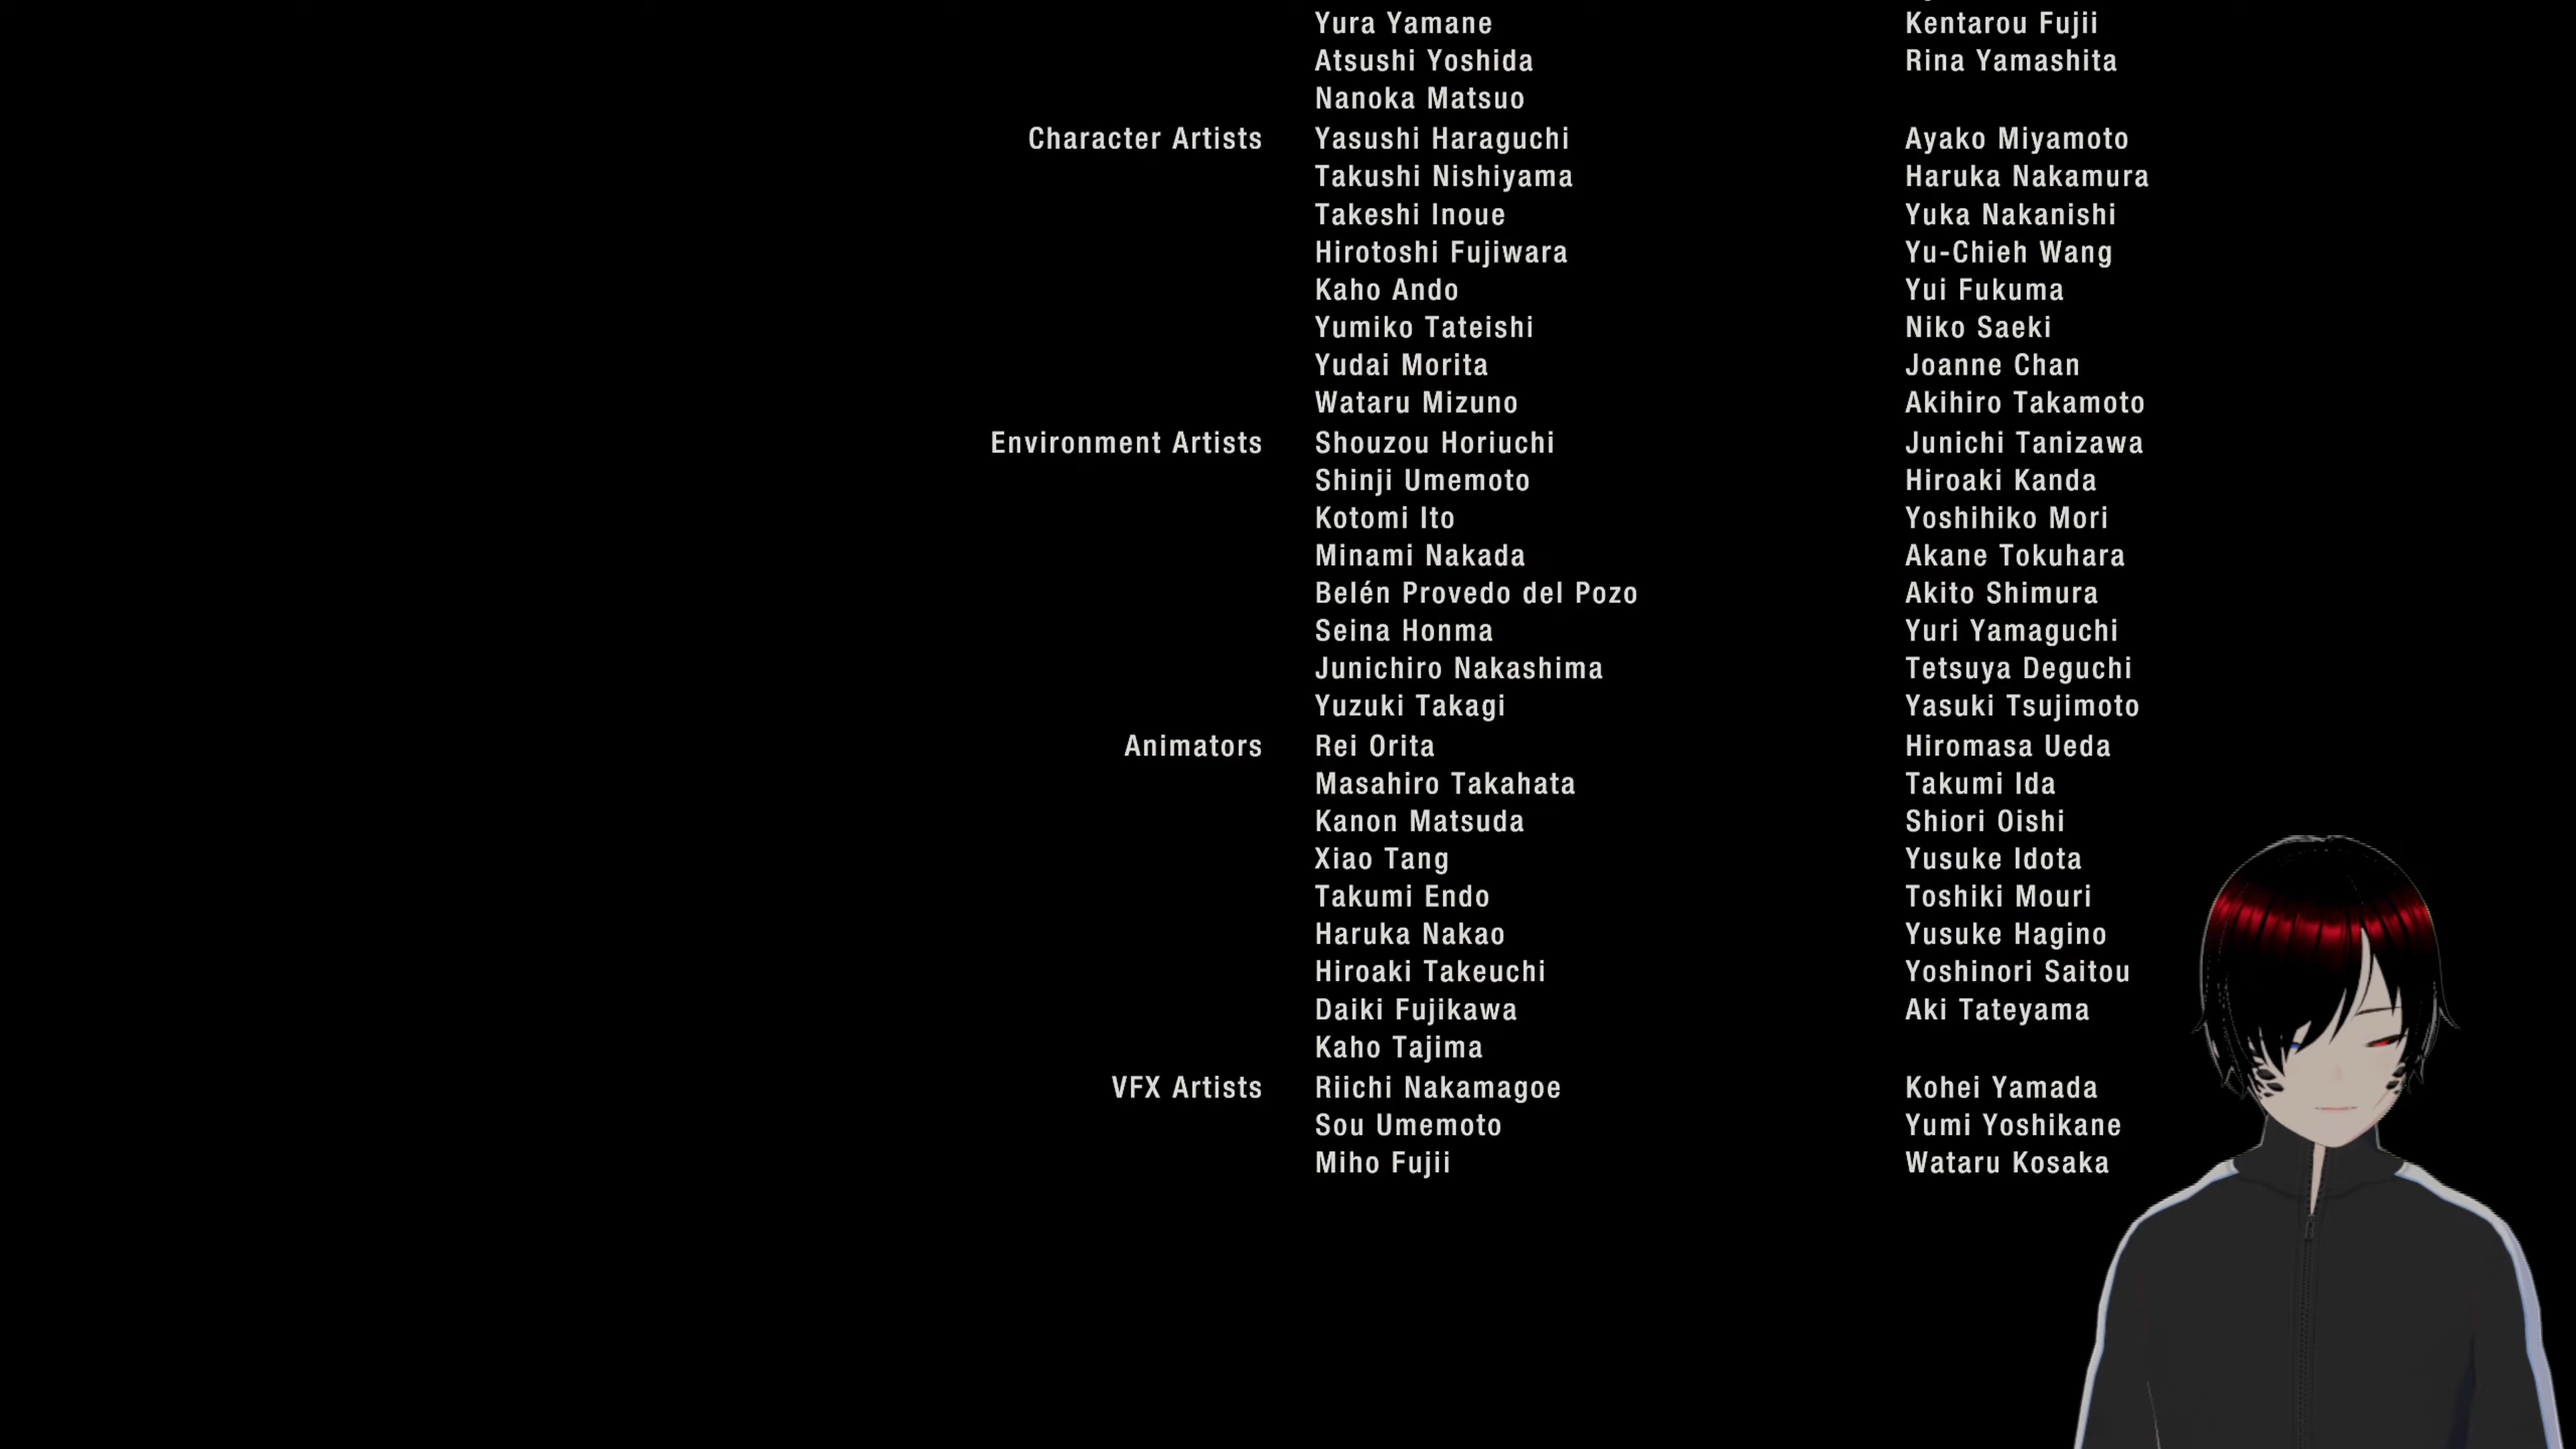 Yura Yamane Kentarou Fujii
Atsushi Yoshida Rina Yamashita
Nanoka Matsuo
Character Artists Yasushi Haraguchi Ayako Miyamoto
Takushi Nishiyama Haruka Nakamura
Takeshi Inoue Yuka Nakanishi
Hirotoshi Fujiwara Yu-Chieh Wang
Kaho Ando Yui Fukuma
Yumiko Tateishi Niko Saeki
Yudai Morita Joanne Chan
Wataru Mizuno Akihiro Takamoto
Environment Artists Shouzou Horiuchi Junichi Tanizawa
Shinji Umemoto Hiroaki Kanda
Kotomi Ito Yoshihiko Mori
Minami Nakada Akane Tokuhara
Belén Provedo del Pozo Akito Shimura
Seina Honma Yuri Yamaguchi
Junichiro Nakashima Tetsuya Deguchi
Yuzuki Takagi Yasuki Tsujimoto
Animators Rei Orita Hiromasa Ueda
Masahiro Takahata Takumi Ida
Kanon Matsuda Shiori Oishi
Xiao Tang Yusuke Idota
Takumi Endo Toshiki Mouri
Haruka Nakao Yusuke Hagino
Hiroaki Takeuchi Yoshinori Saitou
Daiki Fujikawa Aki Tateyama
Kaho Tajima
VFX Artists Riichi Nakamagoe Kohei Yamada
Sou Umemoto Yumi Yoshikane
Miho Fujii Wataru Kosaka